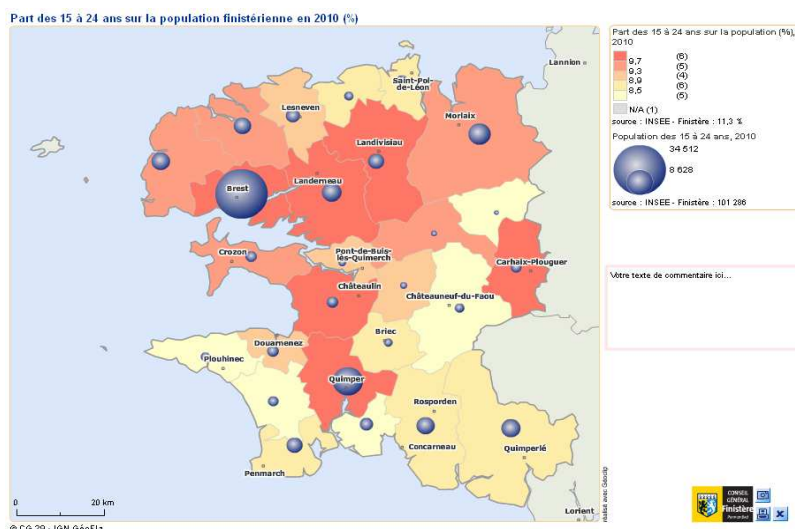 Part des 15 à 24 ans sur la population finistérienne en 2010 (%)
Part des 15 à 24 ans sur la population (%),
2010
9,7 (6)
9,3 (5)
8,9 (4)
8,5 (6)
(5)
N/A (1)
source : INSEE - Finistère : 11,3 %
Population des 15 à 24 ans, 2010
34 512
8 628
source : INSEE - Finistère : 101 286
Votre texte de commentaire ici...
Lannion
Saint-Pol-
de-Léon
Lesneven
Morlaix
Landivisiau
Landerneau
Brest
Crozon
Pont-de-Buis-
lès-Quimerch
Carhaix-Plouguer
Châteaulin
Châteauneuf-du-Faou
Briec
Douarnenez
Plouhinec
Quimper
Rosporden
Concarneau
Quimperlé
Penmarch
Lorient
0 20 km
réalisé avec Géoclip
CONSEIL
GÉNÉRAL
Finistère
© CG 29 - IGN GéoFla